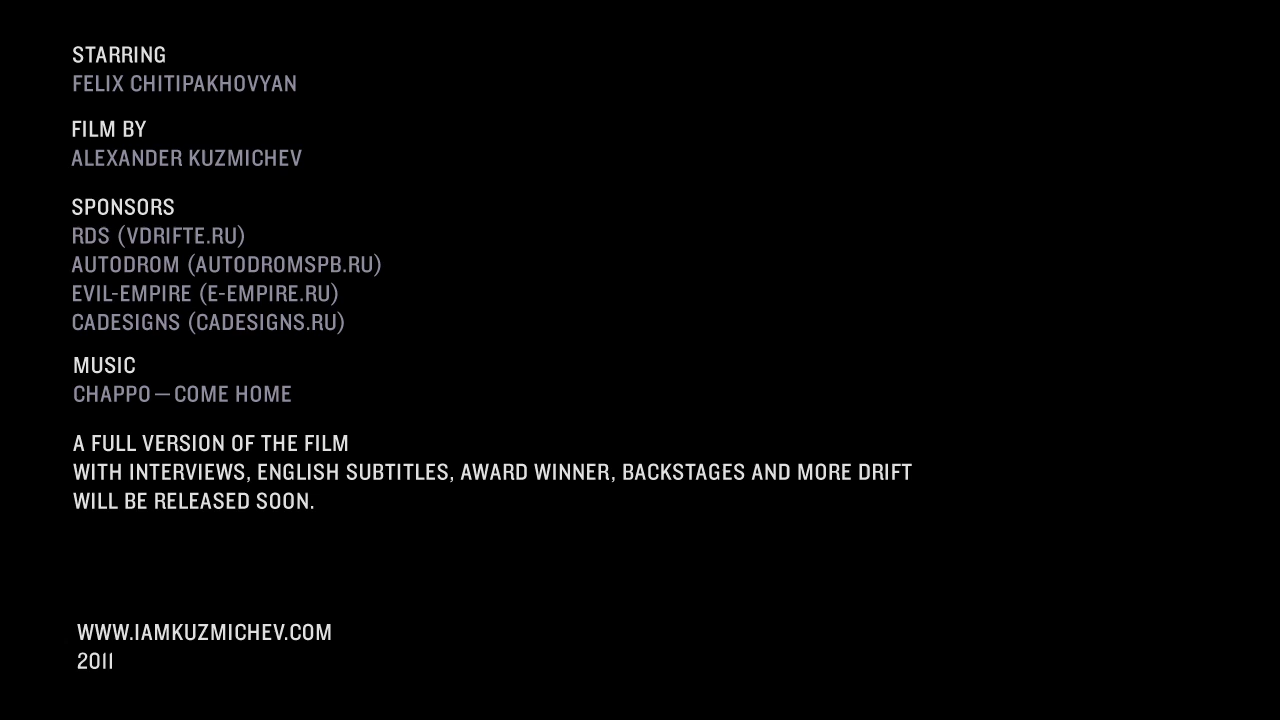 STARRING
FELIX CHITIPAKHOVYAN
FILM BY
ALEXANDER KUZMICHEV
SPONSORS
RDS (VDRIFTE.RU)
AUTODROM (AUTODROMSPB.RU)
EVIL-EMPIRE (E-EMPIRE.RU)
CADESIGNS (CADESIGNS.RU)
MUSIC
CHAPPO — COME HOME
A FULL VERSION OF THE FILM
WITH INTERVIEWS, ENGLISH SUBTITLES, AWARD WINNER, BACKSTAGES AND MORE DRIFT
WILL BE RELEASED SOON.
WWW.IAMKUZMICHEV.COM
2011